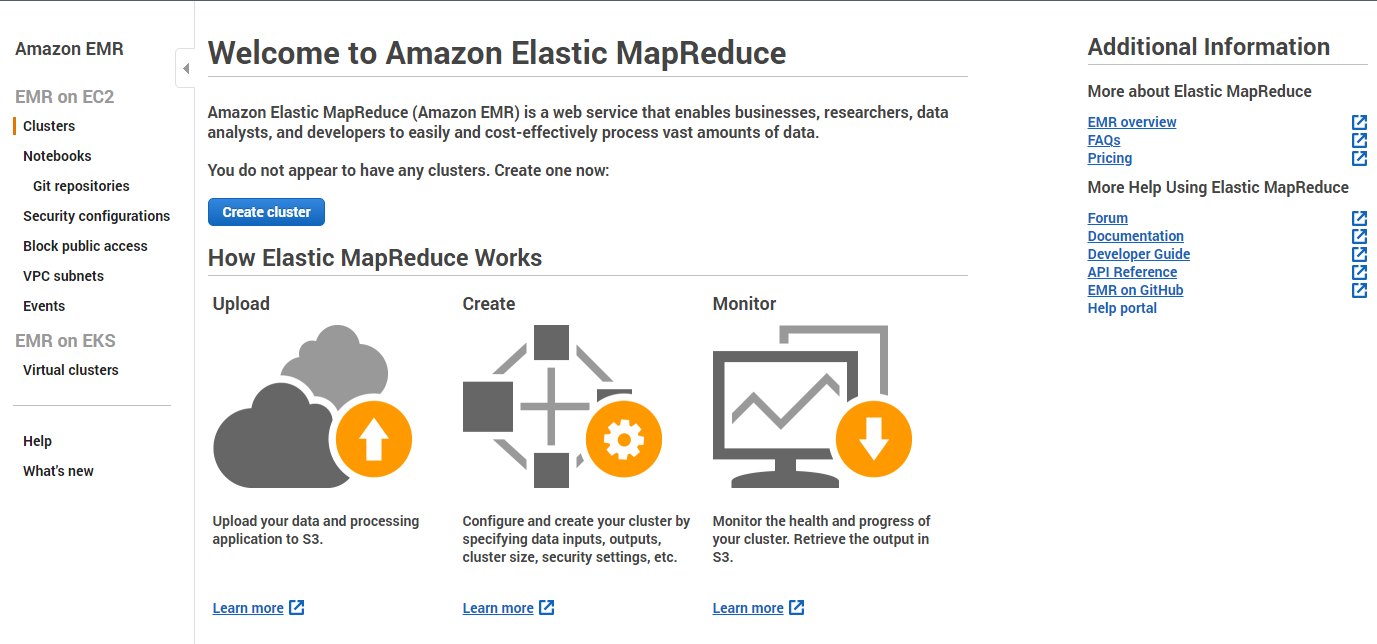 Amazon EMR
EMR on EC2
Clusters
Notebooks
Git repositories
Security configurations
Block public access
VPC subnets
Events
EMR on EKS
Virtual clusters
Help
What's new
Welcome to Amazon Elastic MapReduce
Amazon Elastic MapReduce (Amazon EMR) is a web service that enables businesses, researchers, data
analysts, and developers to easily and cost-effectively process vast amounts of data.
You do not appear to have any clusters. Create one now:
Create cluster
How Elastic MapReduce Works
Upload
Upload your data and processing
application to S3.
Learn more
Create
Configure and create your cluster by
specifying data inputs, outputs,
cluster size, security settings, etc.
Learn more
Monitor
Monitor the health and progress of
your cluster. Retrieve the output in
S3.
Learn more
Additional Information
More about Elastic MapReduce
EMR overview
FAQs
Pricing
More Help Using Elastic MapReduce
Forum
Documentation
Developer Guide
API Reference
EMR on GitHub
Help portal